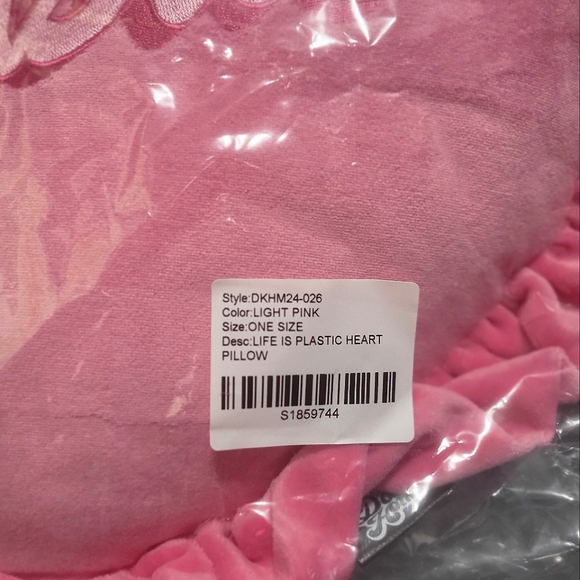 Style:DKHM24-026
Color:LIGHT PINK
Size:ONE SIZE
Desc:LIFE IS PLASTIC HEART
PILLOW
S1859744